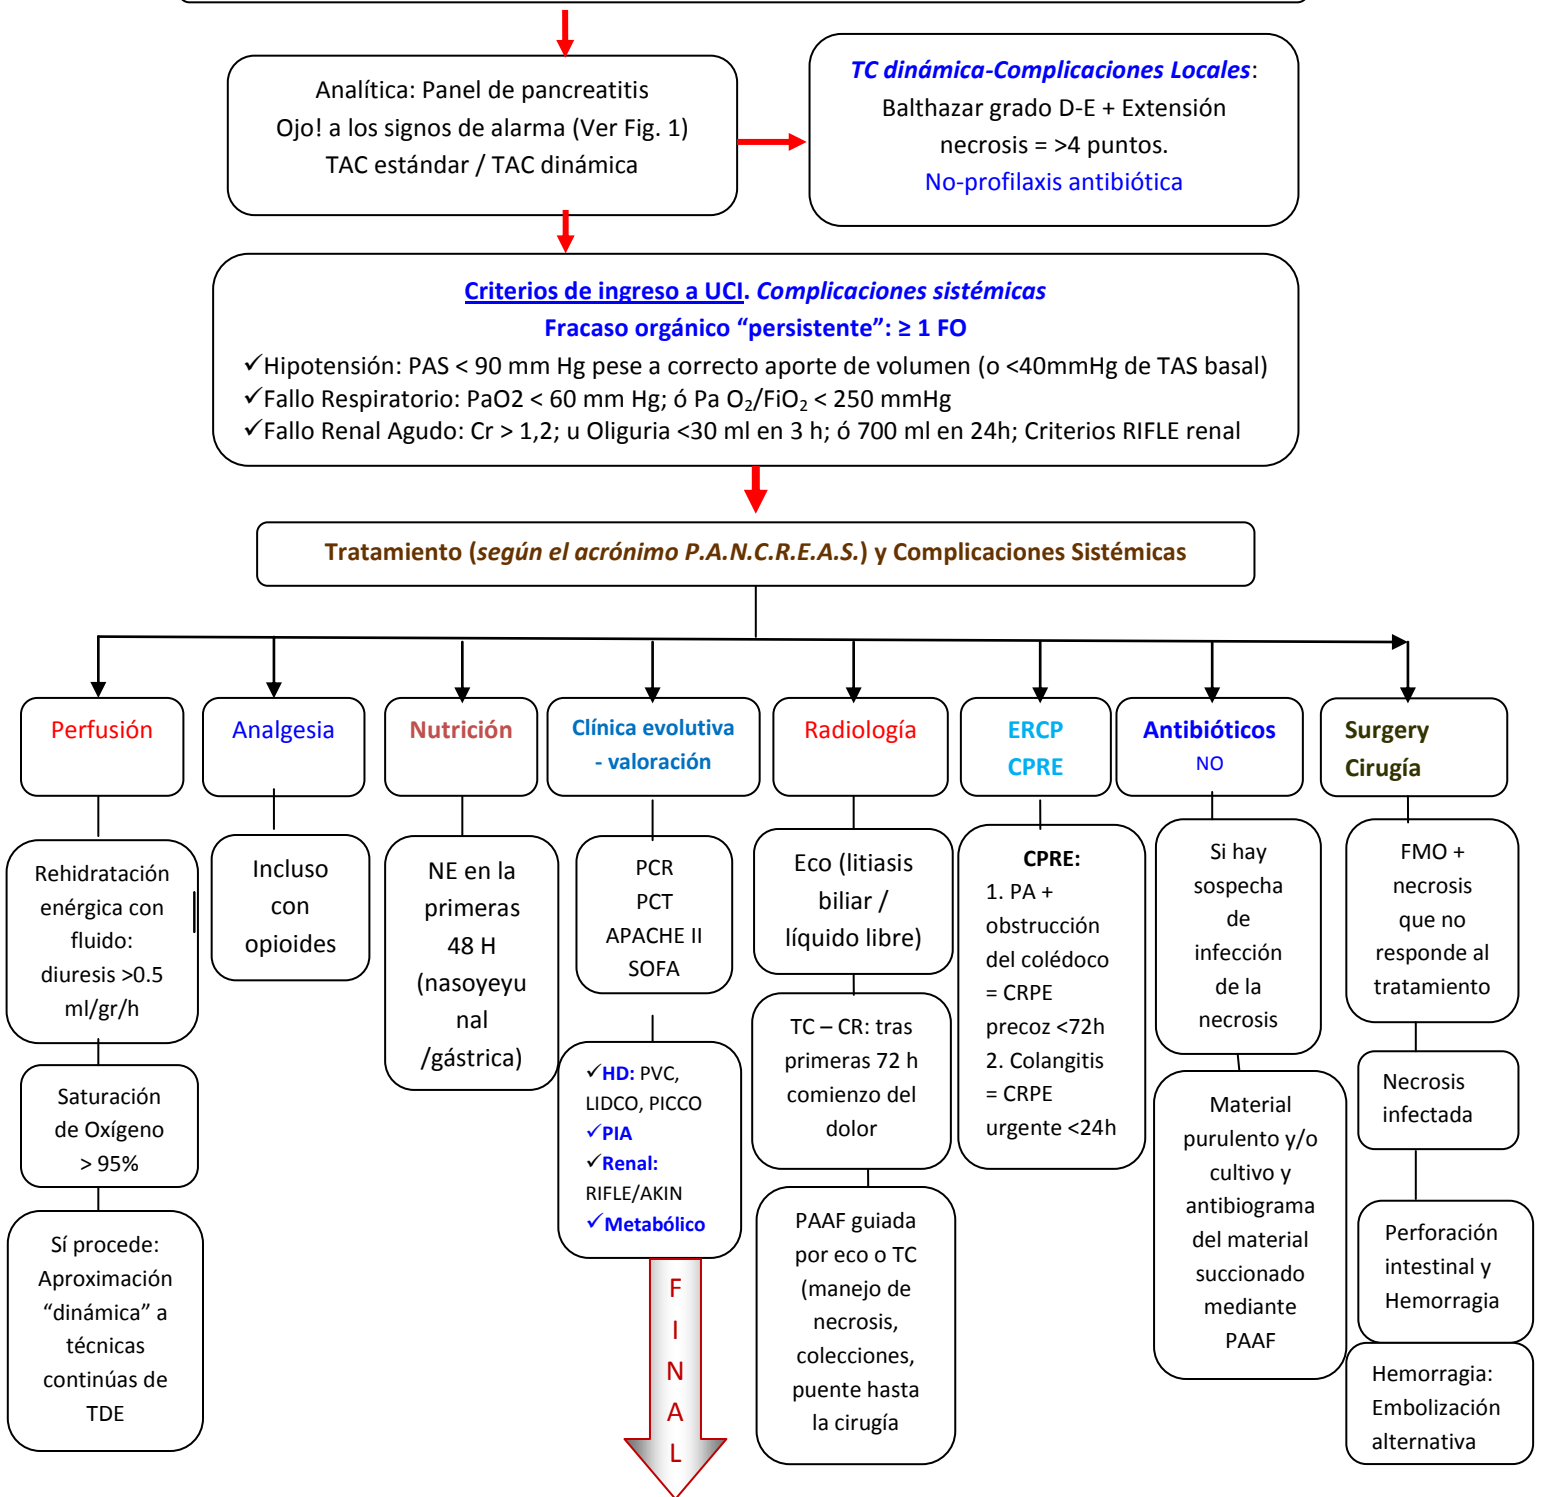 Analítica: Panel de pancreatitis
Ojo! a los signos de alarma (Ver Fig. 1)
TAC estándar / TAC dinámica
TC dinámica-Complicaciones Locales:
Balthazar grado D-E + Extensión
necrosis = >4 puntos.
No-profilaxis antibiótica
Criterios de ingreso a UCI. Complicaciones sistémicas
Fracaso orgánico “persistente”: ≥ 1 FO
✓Hipotensión: PAS < 90 mm Hg pese a correcto aporte de volumen (o <40mmHg de TAS basal)
✓Fallo Respiratorio: PaO2 < 60 mm Hg; ó Pa O₂/FiO₂ < 250 mmHg
✓Fallo Renal Agudo: Cr > 1,2; u Oliguria <30 ml en 3 h; ó 700 ml en 24h; Criterios RIFLE renal
Tratamiento (según el acrónimo P.A.N.C.R.E.A.S.) y Complicaciones Sistémicas
Perfusión
Rehidratación
enérgica con
fluido:
diuresis >0.5
ml/gr/h
Saturación
de Oxígeno
> 95%
Sí procede:
Aproximación
“dinámica” a
técnicas
continúas de
TDE
Analgesia
Incluso
con
opioides
Nutrición
NE en la
primeras
48 H
(nasoyeyu
nal
/gástrica)
Clínica evolutiva
- valoración
PCR
PCT
APACHE II
SOFA
✓HD: PVC,
LIDCO, PICCO
✓PIA
✓Renal:
RIFLE/AKIN
✓Metabólico
F
I
N
A
L
Radiología
Eco (litiasis
biliar /
líquido libre)
TC – CR: tras
primeras 72 h
comienzo del
dolor
PAAF guiada
por eco o TC
(manejo de
necrosis,
colecciones,
puente hasta
la cirugía
ERCP
CPRE
CPRE:
1. PA +
obstrucción
del colédoco
= CRPE
precoz <72h
2. Colangitis
= CRPE
urgente <24h
Antibióticos
NO
Si hay
sospecha
de
infección
de la
necrosis
Material
purulento y/o
cultivo y
antibiograma
del material
succionado
mediante
PAAF
Surgery
Cirugía
FMO +
necrosis
que no
responde al
tratamiento
Necrosis
infectada
Perforación
intestinal y
Hemorragia
Hemorragia:
Embolización
alternativa